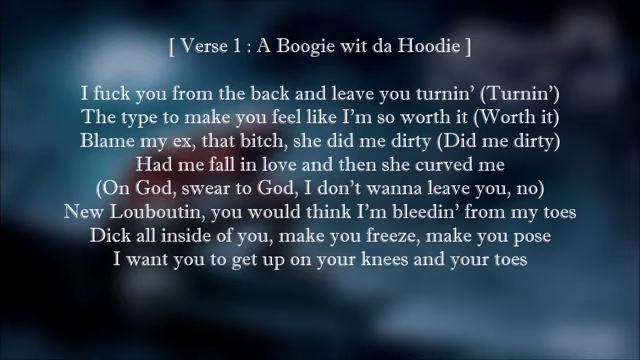 [ Verse 1 : A Boogie wit da Hoodie ]
I fuck you from the back and leave you turnin' (Turnin')
The type to make you feel like I'm so worth it (Worth it)
Blame my ex, that bitch, she did me dirty (Did me dirty)
Had me fall in love and then she curved me
(On God, swear to God, I don't wanna leave you, no)
New Louboutin, you would think I'm bleedin' from my toes
Dick all inside of you, make you freeze, make you pose
I want you to get up on your knees and your toes